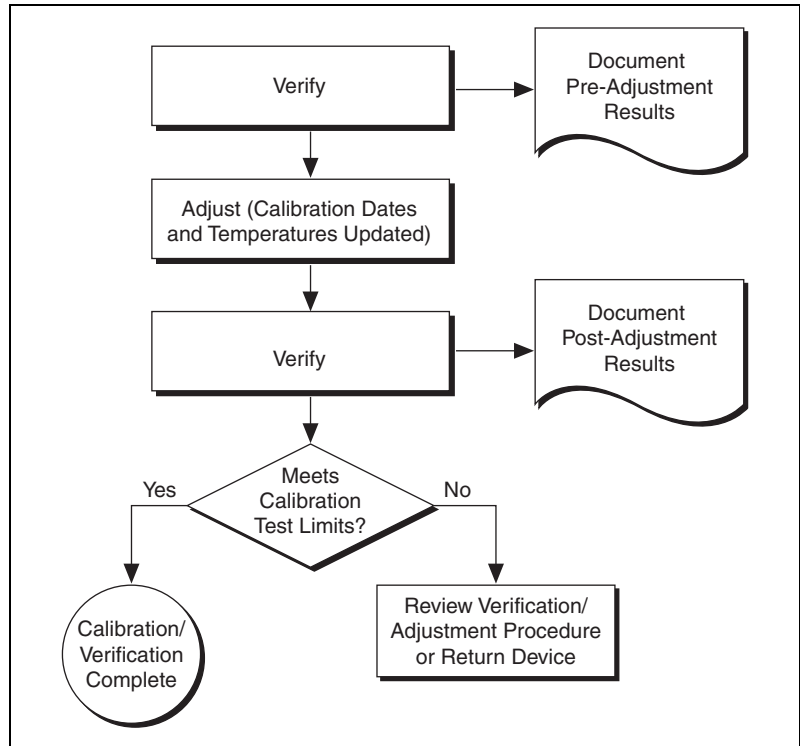 Verify
Document
Pre-Adjustment
Results
Adjust (Calibration Dates
and Temperatures Updated)
Verify
Document
Post-Adjustment
Results
Meets
Calibration
Test Limits?
Yes
No
Calibration/
Verification
Complete
Review Verification/
Adjustment Procedure
or Return Device